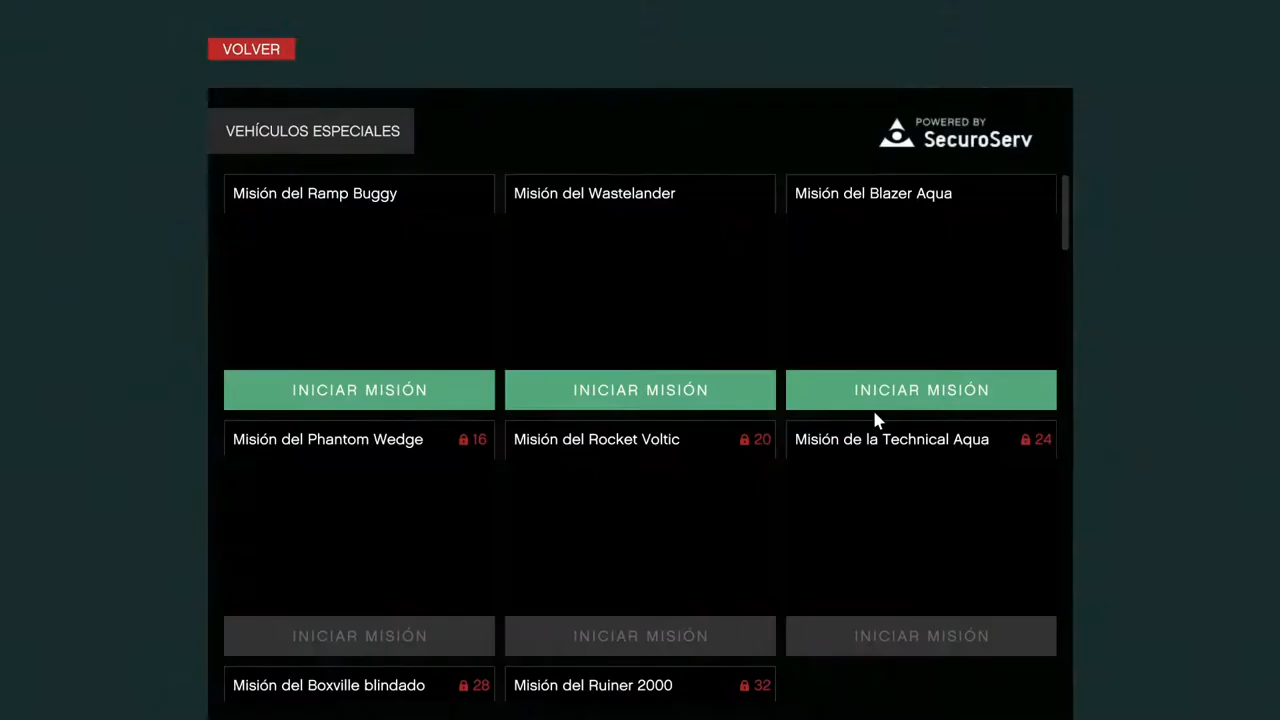 VOLVER
VEHÍCULOS ESPECIALES
POWERED BY
SecuroServ
Misión del Ramp Buggy
Misión del Wastelander
Misión del Blazer Aqua
INICIAR MISIÓN
INICIAR MISIÓN
INICIAR MISIÓN
Misión del Phantom Wedge 16
Misión del Rocket Voltic 20
Misión de la Technical Aqua 24
INICIAR MISIÓN
INICIAR MISIÓN
INICIAR MISIÓN
Misión del Boxville blindado 28
Misión del Ruiner 2000 32